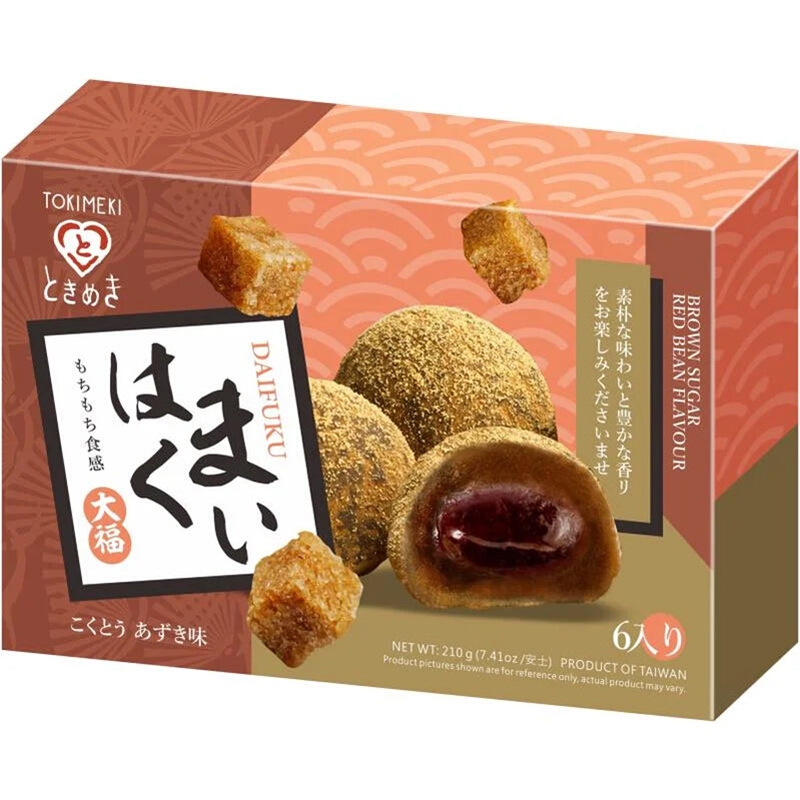 TOKIMEKI
と
ときめき
DAIFUKU
まい
はく
もちもち食感
大福
こくとう あずき味
素朴な味わいと豊かな香り
をお楽しみくださいませ
BROWN SUGAR
RED BEAN FLAVOUR
6入り
NET WT: 210 g (7.41oz /安士) PRODUCT OF TAIWAN
Product pictures shown are for reference only, actual product may vary.